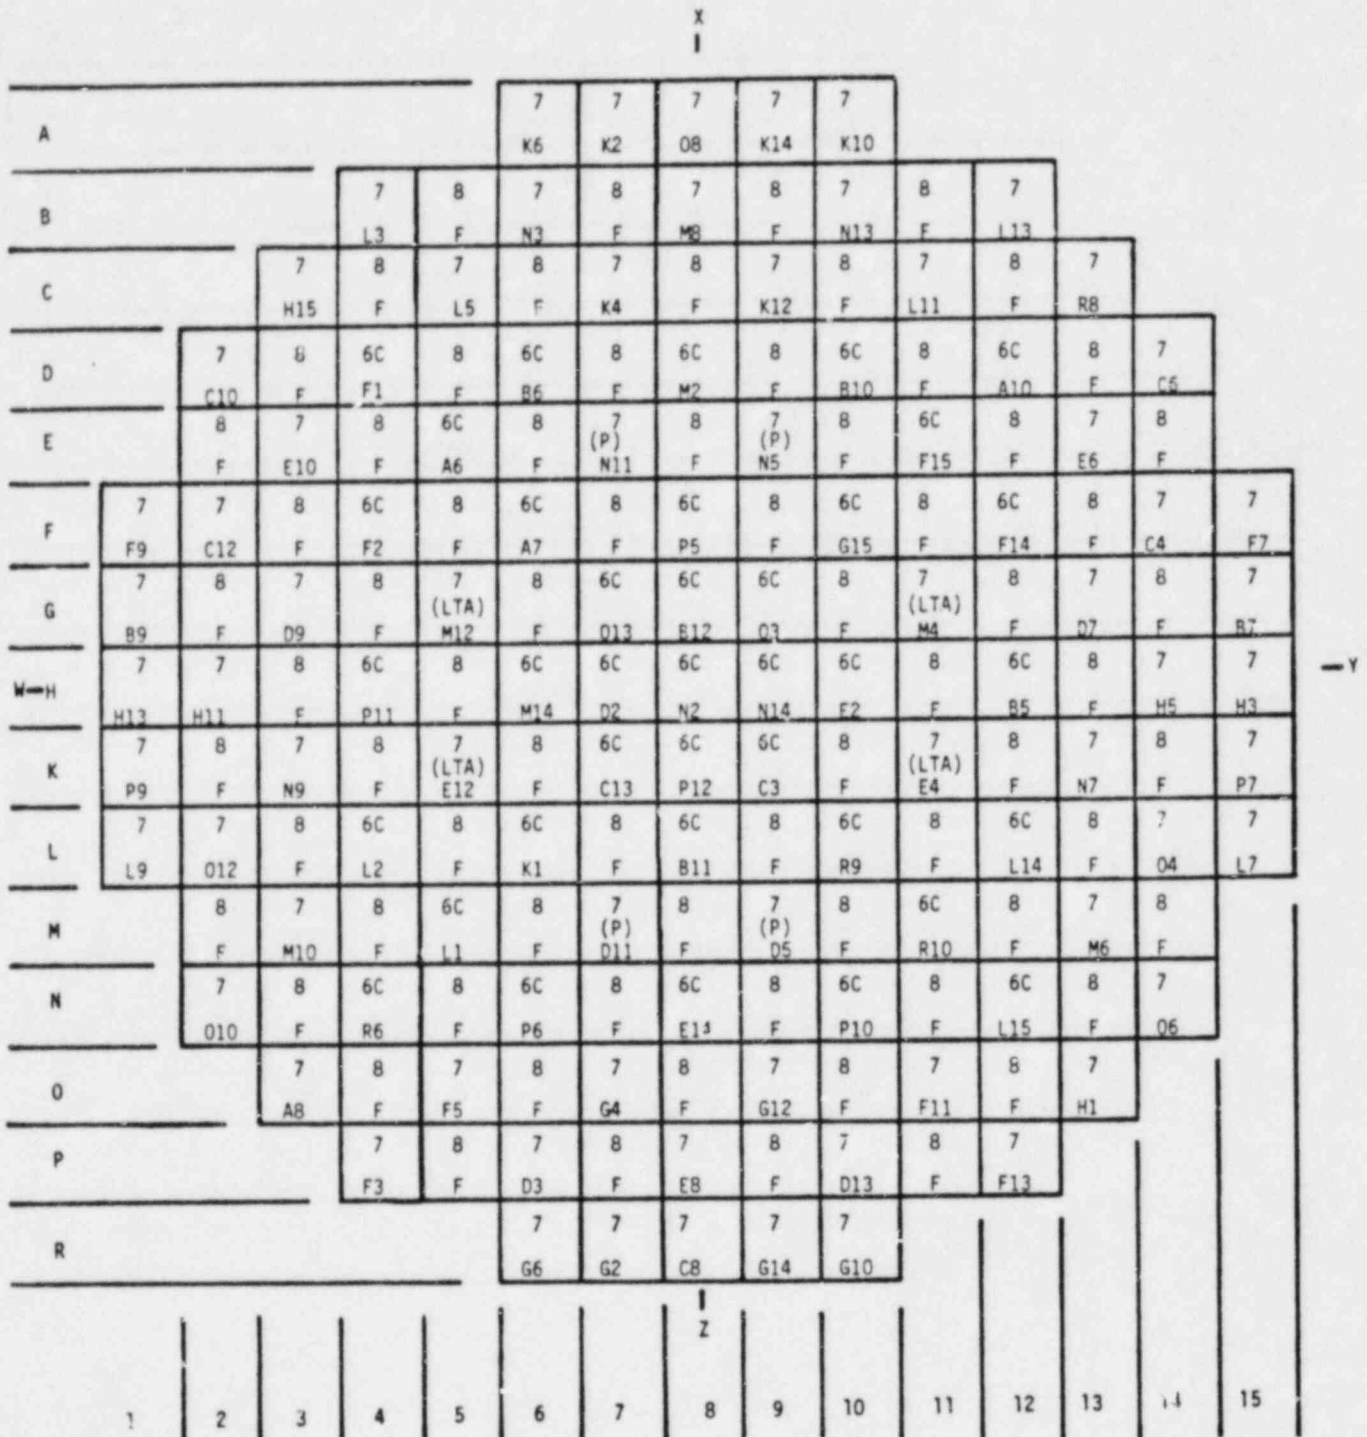 X
7 7 7 7 7
A
K6 K2 O8 K14 K10
7 8 7 8 7 8 7
B
L3 F N3 F M8 F N13 F L13
7 8 7 8 7 8 7 8 7 8 7
C
H15 F L5 F K4 F K12 F L11 F R8
7 8 6C 8 6C 8 6C 8 6C 8 6C 8 7
D
C10 F F1 F B6 F M2 F B10 F A10 F C6
8 7 8 6C 8 7 8 7 8 6C 8 7 8
E
(P) (P)
F E10 F A6 F N11 F N5 F F15 F E6 F
7 7 8 6C 8 6C 8 6C 8 6C 8 6C 8 7 7
F
F9 C12 F F2 F A7 F P5 F G15 F F14 F C4 F7
7 8 7 8 7 8 6C 6C 6C 8 7 8 7 8 7
G
(LTA) (LTA)
B9 F D9 F M12 F O13 B12 O3 F M4 F D7 F B7
7 7 8 6C 8 6C 6C 6C 6C 6C 8 6C 8 7 7
W—H — Y
H13 H11 F P11 F M14 D2 N2 N14 E2 F B5 F H5 H3
7 8 7 8 7 8 6C 6C 6C 8 7 8 7 8 7
K
(LTA) (LTA)
P9 F N9 F E12 F C13 P12 C3 F E4 F N7 F P7
7 7 8 6C 8 6C 8 6C 8 6C 8 6C 8 7 7
L
L9 O12 F L2 F K1 F B11 F R9 F L14 F O4 L7
8 7 8 6C 8 7 8 7 8 6C 8 7 8
M
(P) (P)
F M10 F L1 F D11 F D5 F R10 F M6 F
7 8 6C 8 6C 8 6C 8 6C 8 6C 8 7
N
O10 F R6 F P6 F F P10 F L15 F O6
7 8 7 8 7 8 7 8 7 8 7
O
A8 F F5 F G4 F G12 F F11 F H1
7 8 7 8 7 8 7 8 7
P
F3 F D3 F E8 F D13 F F13
7 7 7 7 7
R
G6 G2 C8 G14 G10
Z
2 3 4 5 6 7 8 9 10 11 12 13 15